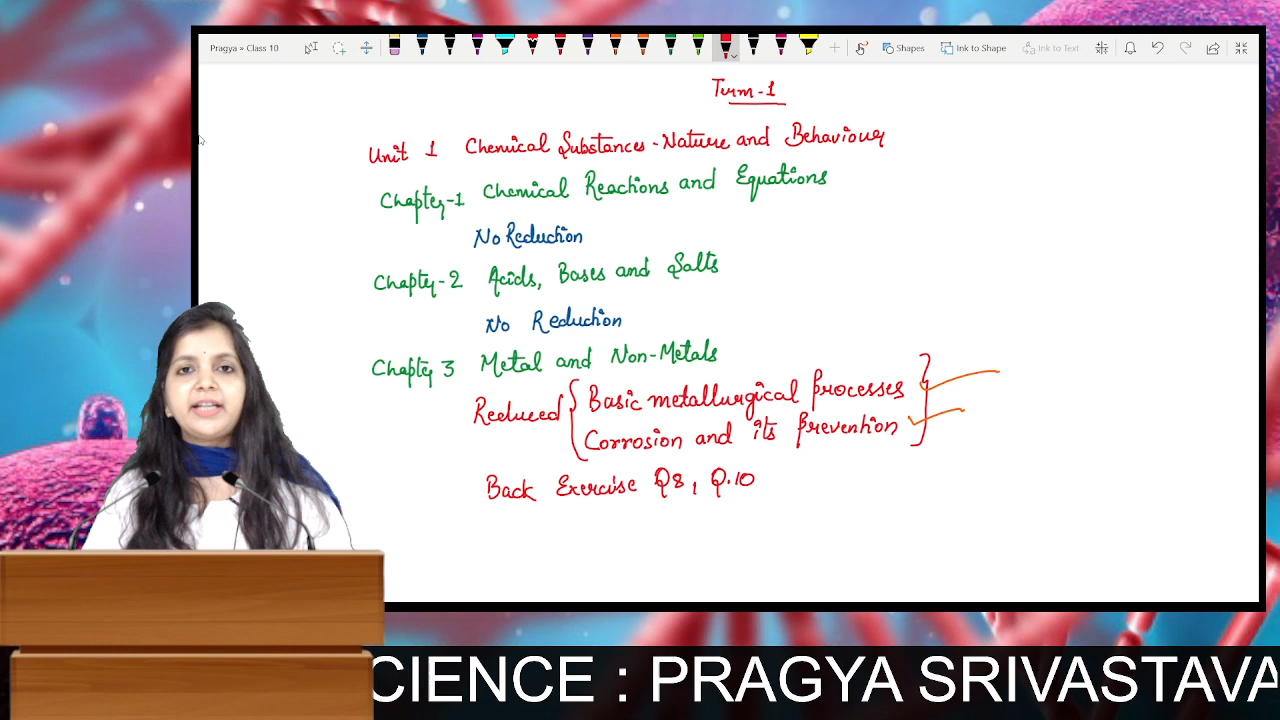 Pragya » Class 10
Shapes
Ink to Shape
Ink to Text
Term-1
Unit 1 Chemical Substances-Nature and Behaviour
Chapter-1 Chemical Reactions and Equations
No Reduction
Chapter-2 Acids, Bases and Salts
No Reduction
Chapter 3 Metal and Non-Metals
Reduced { Basic metallurgical processes
Corrosion and its prevention }
Back Exercise Q8, Q.10
CIENCE : PRAGYA SRIVASTAVA